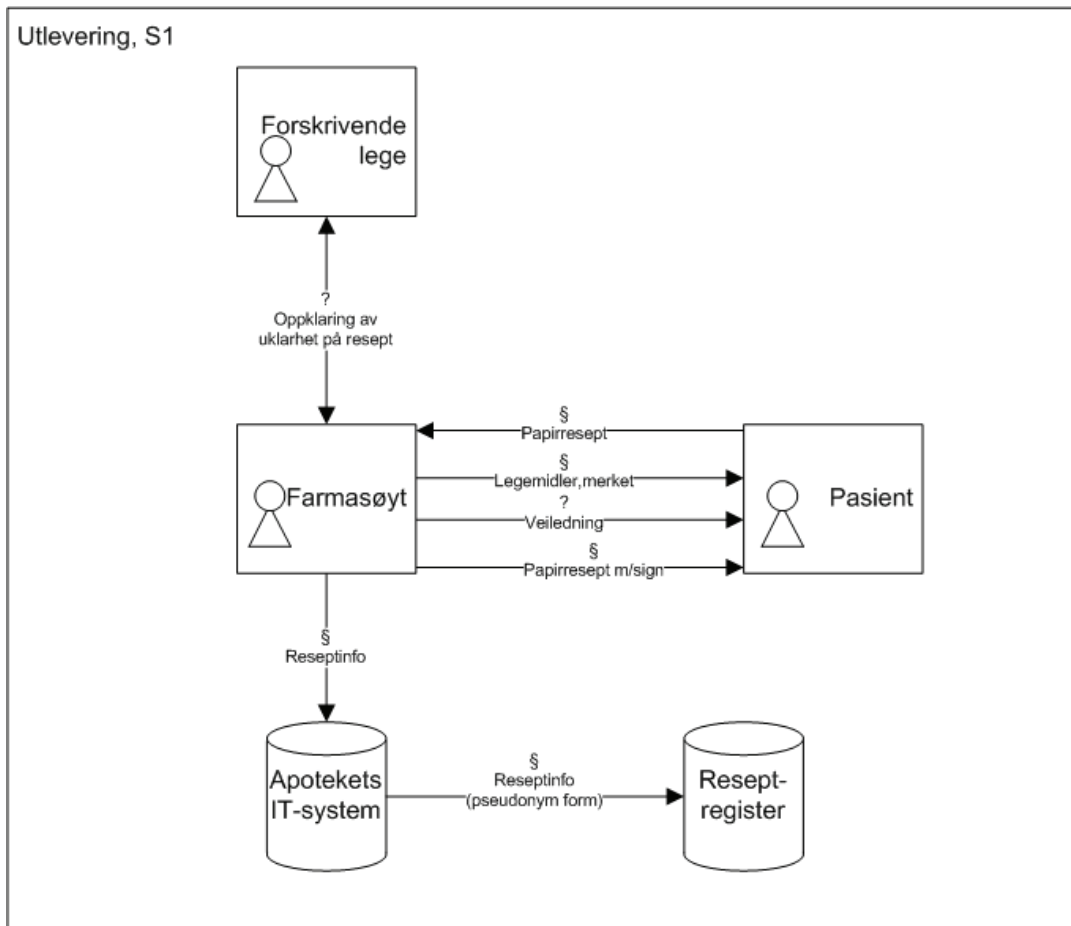 Utlevering, S1
Forskrivende
lege
?
Oppklaring av
uklarhet på resept
§
Papirresept
§
Legemidler,merket
?
Veiledning
§
Papirresept m/sign
Farmasøyt
Pasient
§
Reseptinfo
Apotekets
IT-system
§
Reseptinfo
(pseudonym form)
Resept-
register